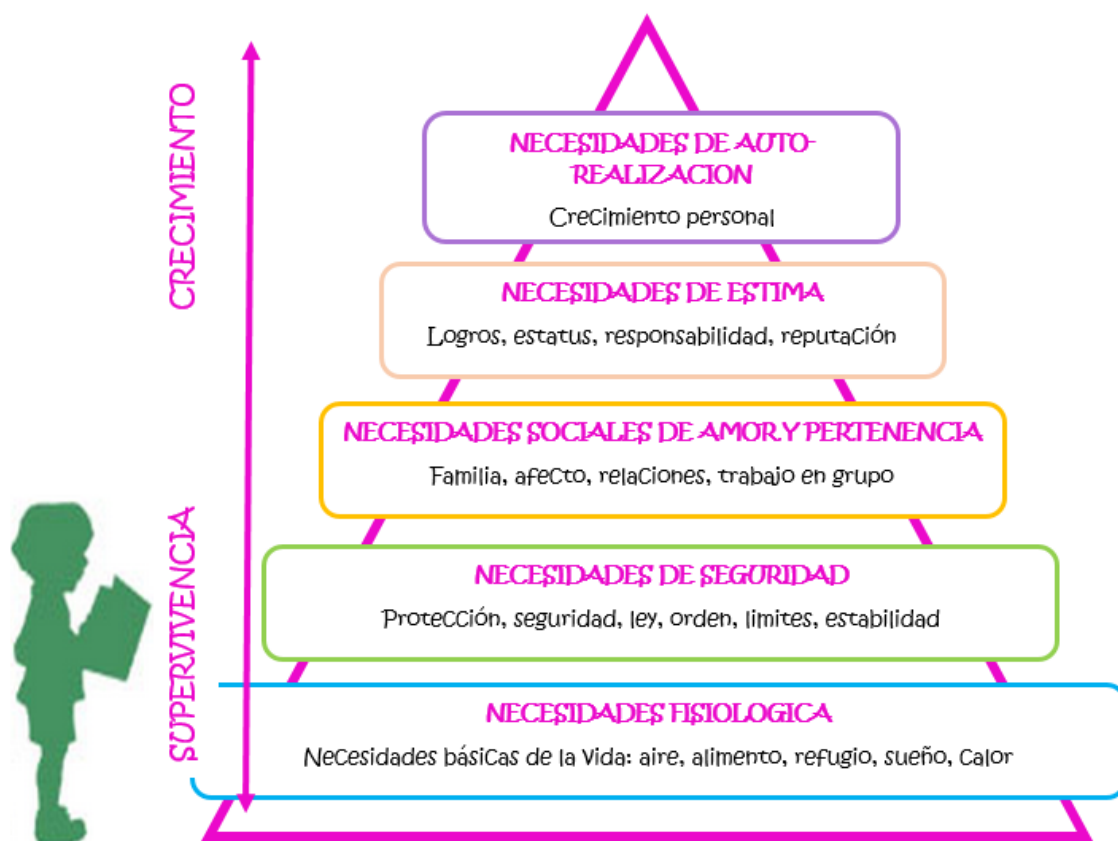 CRECIMIENTO
NECESIDADES DE AUTO-
REALIZACION
Crecimiento personal
NECESIDADES DE ESTIMA
Logros, estatus, responsabilidad, reputación
NECESIDADES SOCIALES DE AMOR.Y PERTENENCIA
Familia, afecto, relaciones, trabajo en grupo
SUPERVIVENCIA
NECESIDADES DE SEGURIDAD
Protección, seguridad, ley, orden, limites, estabilidad
NECESIDADES FISIOLOGICA
Necesidades básicas de la Vida: aire, alimento, refugio, sueño, calor